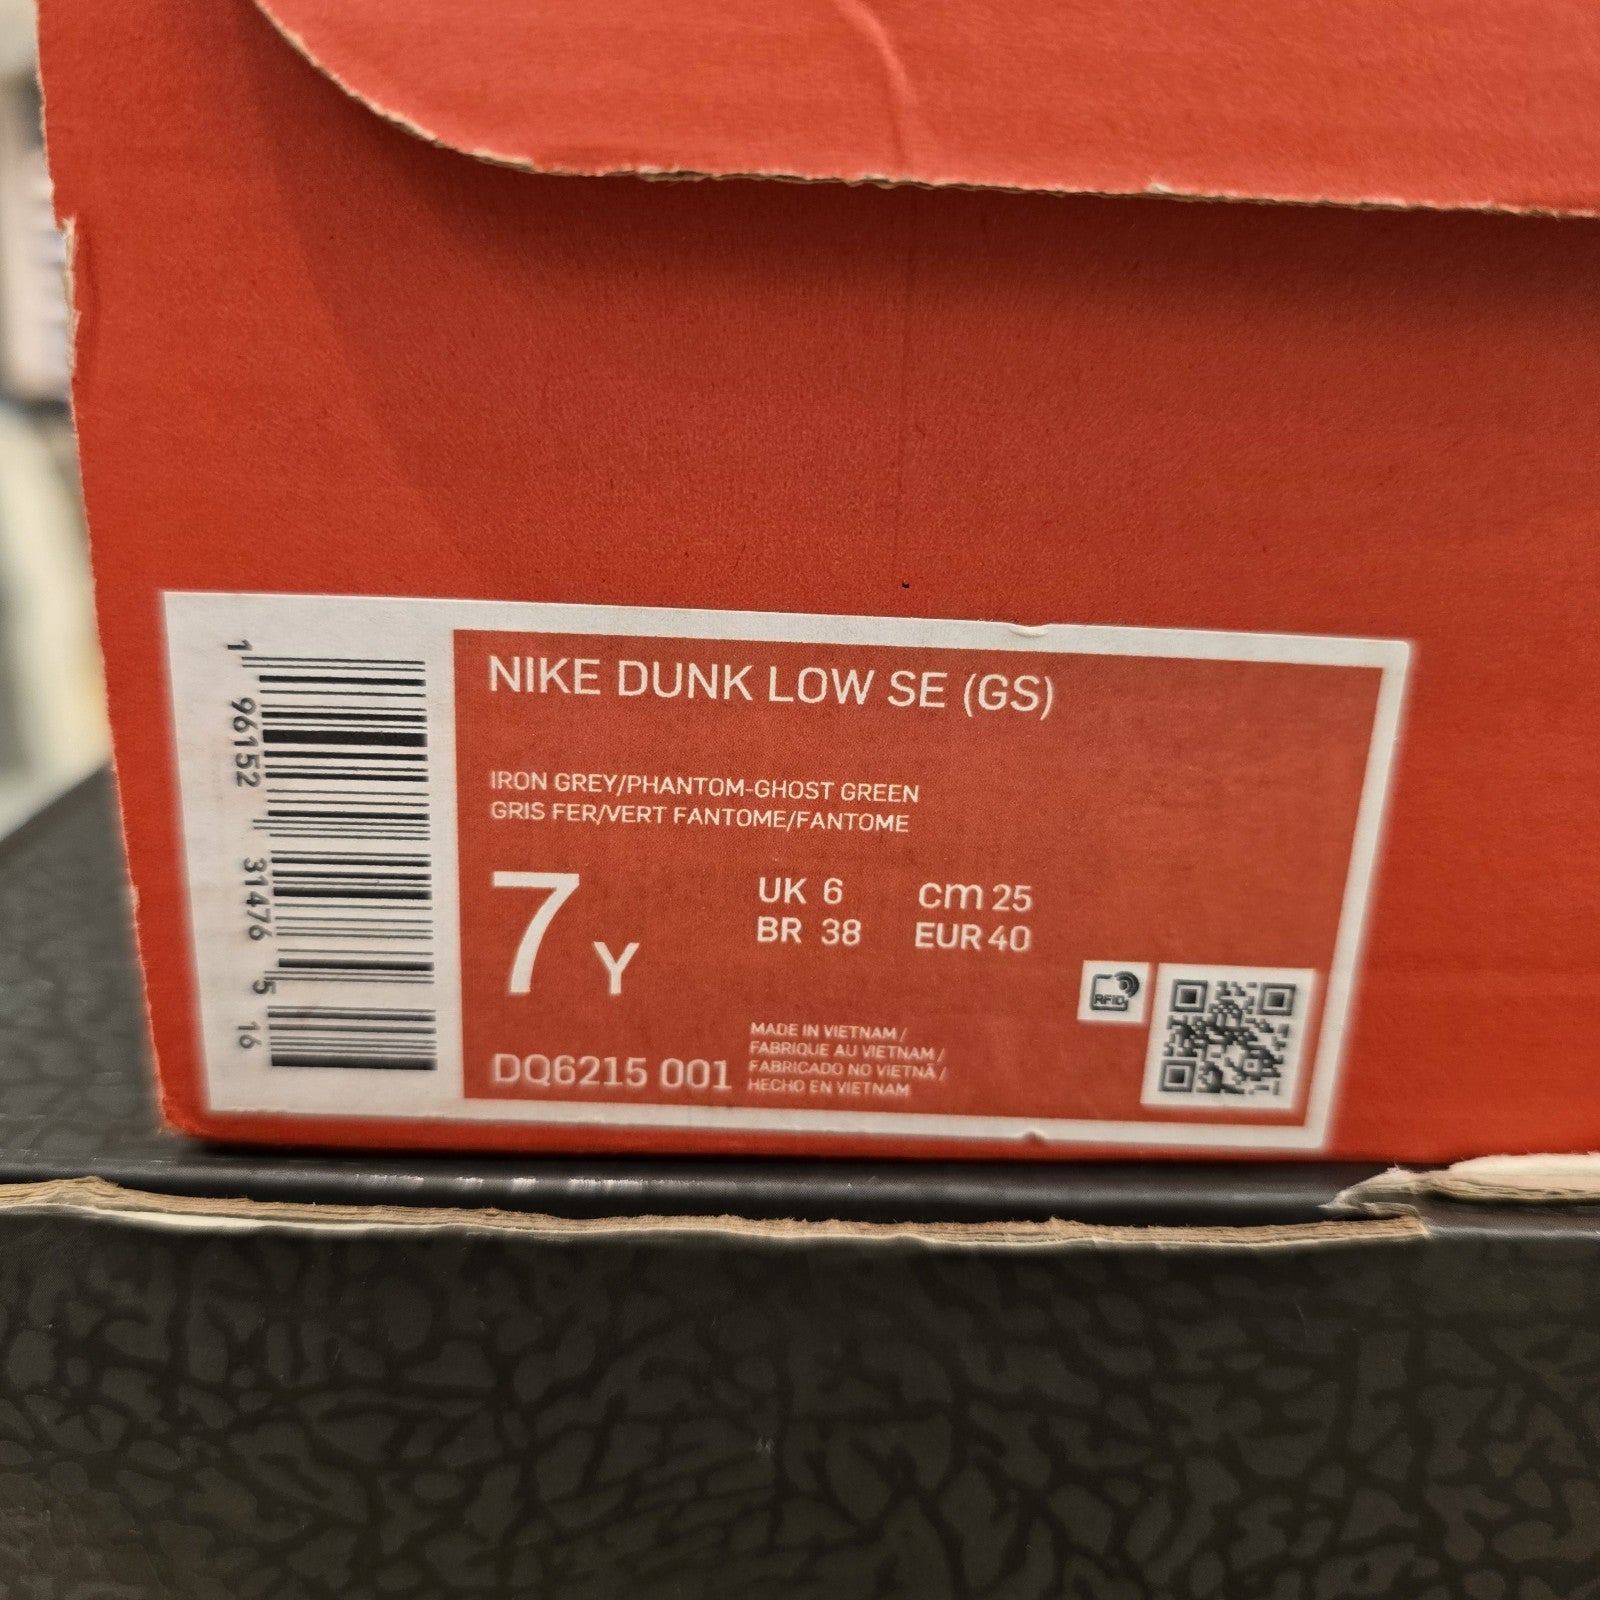 NIKE DUNK LOW SE (GS)
IRON GREY/PHANTOM-GHOST GREEN
GRIS FER/VERT FANTOME/FANTOME
7Y
UK 6 cm 25
BR 38 EUR 40
DQ6215 001
MADE IN VIETNAM /
FABRIQUE AU VIETNAM /
FABRICADO NO VIETNÃ /
HECHO EN VIETNAM
RFID
1 96152 31476 5 16